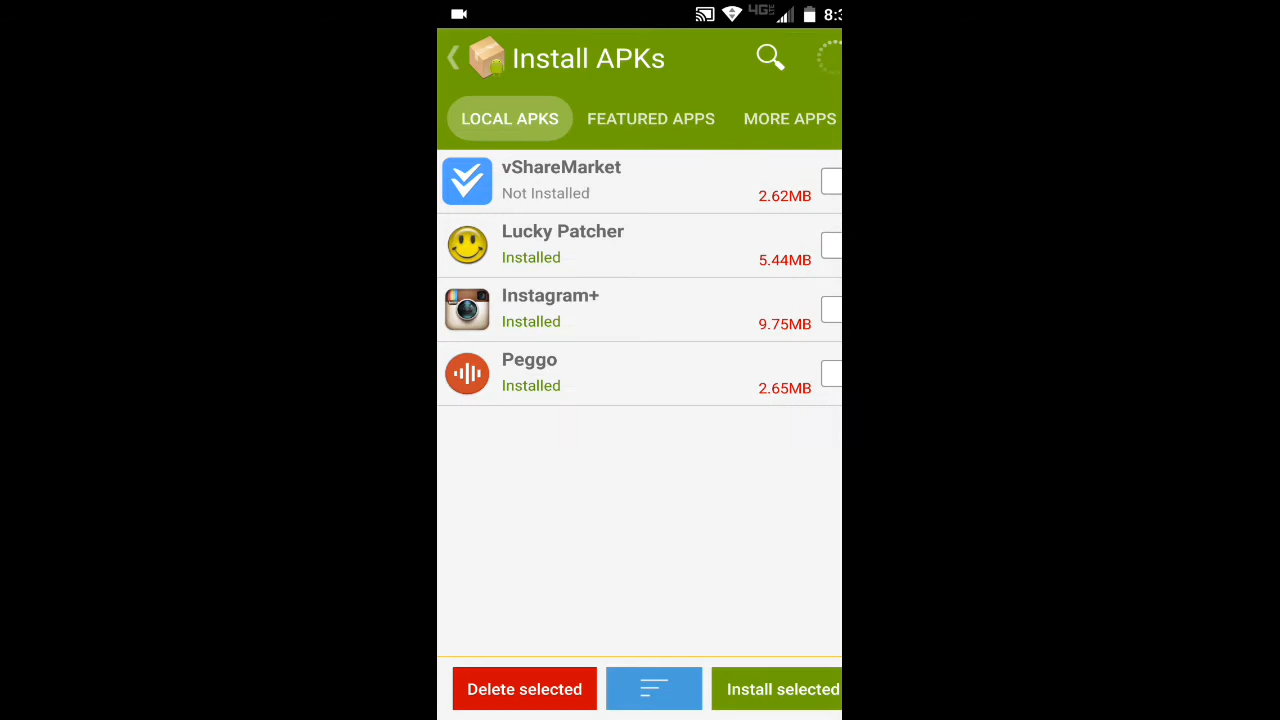 4G LTE 8:3
Install APKs
LOCAL APKS FEATURED APPS MORE APPS
vShareMarket
Not Installed
2.62MB
Lucky Patcher
Installed
5.44MB
Instagram+
Installed
9.75MB
Peggo
Installed
2.65MB
Delete selected Install selected